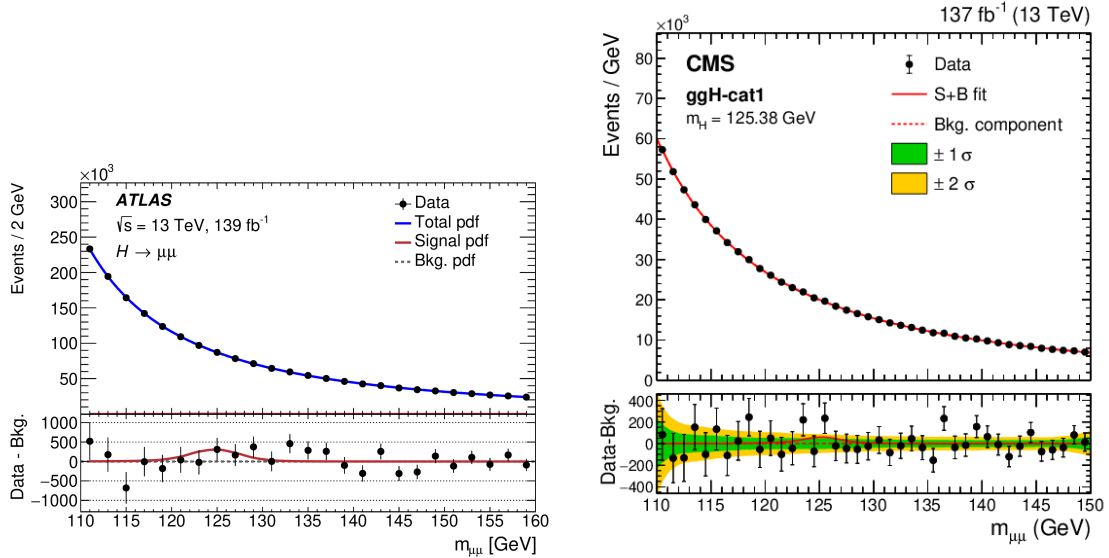 ×10³
ATLAS
√s = 13 TeV, 139 fb⁻¹
H → μμ
Data
Total pdf
Signal pdf
Bkg. pdf
Events / 2 GeV
300
250
200
150
100
50
Data - Bkg.
1000
500
0
−500
−1000
110 115 120 125 130 135 140 145 150 155 160
m_μμ [GeV]
137 fb⁻¹ (13 TeV)
×10³
CMS
ggH-cat1
m_H = 125.38 GeV
Data
S+B fit
Bkg. component
± 1 σ
± 2 σ
Events / GeV
80
70
60
50
40
30
20
10
0
Data-Bkg.
400
200
0
−200
−400
110 115 120 125 130 135 140 145 150
m_μμ (GeV)